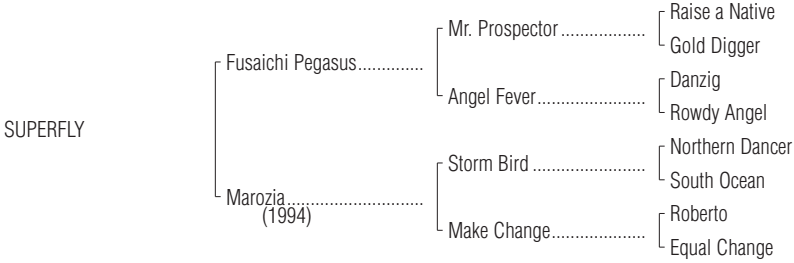 Raise a Native
Mr. Prospector...................
Gold Digger
Fusaichi Pegasus..............
Danzig
Angel Fever........................
Rowdy Angel
SUPERFLY
Northern Dancer
Storm Bird .........................
South Ocean
Marozia.............................
(1994)
Roberto
Make Change.....................
Equal Change